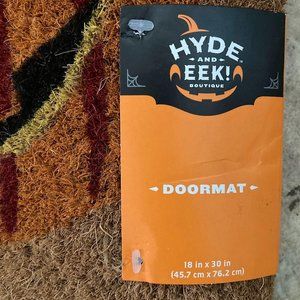 HYDE
AND
EEK!
BOUTIQUE
DOORMAT
18 in x 30 in
(45.7 cm x 76.2 cm)